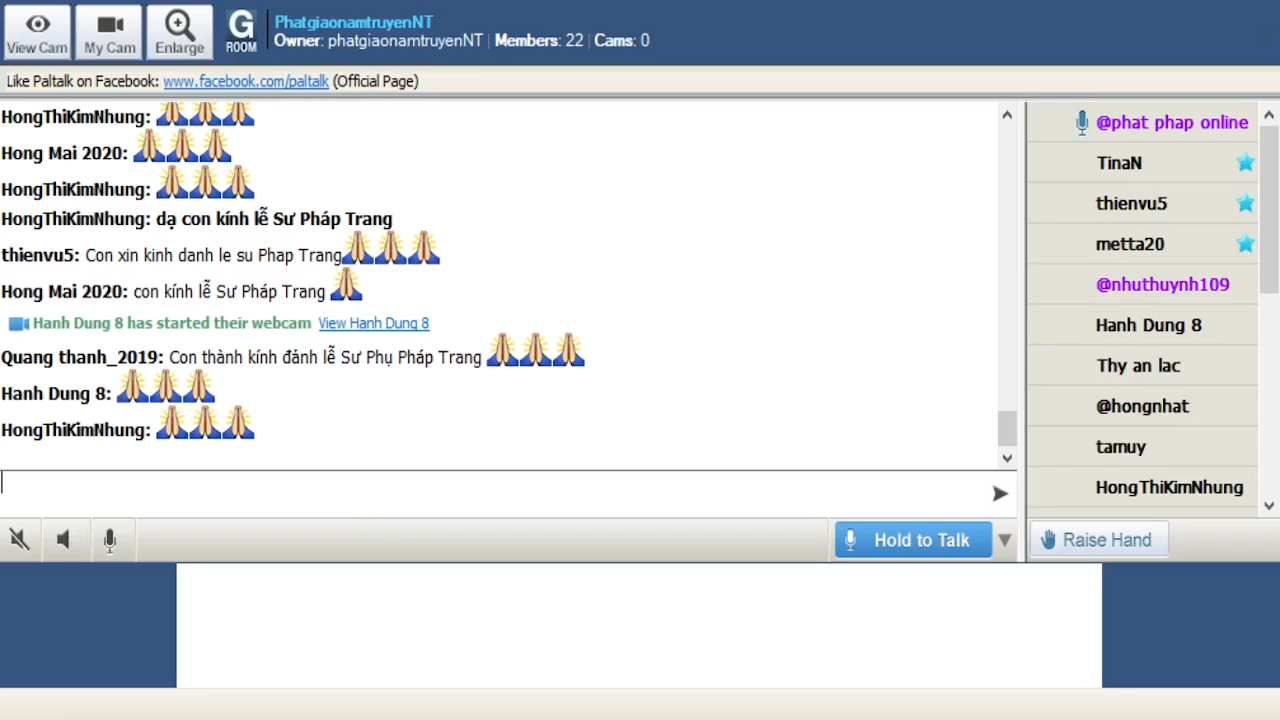 View Cam
My Cam
Enlarge
G
ROOM
PhatgiaonamtruyenNT
Owner: phatgiaonamtruyenNT | Members: 22 | Cams: 0
Like Paltalk on Facebook: www.facebook.com/paltalk (Official Page)
HongThiKimNhung: 🙏🙏🙏
Hong Mai 2020: 🙏🙏🙏
HongThiKimNhung: 🙏🙏🙏
HongThiKimNhung: dạ con kính lễ Sư Pháp Trang
thienvu5: Con xin kinh danh le su Phap Trang🙏🙏🙏
Hong Mai 2020: con kính lễ Sư Pháp Trang 🙏
Hanh Dung 8 has started their webcam View Hanh Dung 8
Quang thanh_2019: Con thành kính đảnh lễ Sư Phụ Pháp Trang 🙏🙏🙏
Hanh Dung 8: 🙏🙏🙏
HongThiKimNhung: 🙏🙏🙏
@phat phap online
TinaN
thienvu5
metta20
@nhuthuynh109
Hanh Dung 8
Thy an lac
@hongnhat
tamuy
HongThiKimNhung
Hold to Talk
Raise Hand